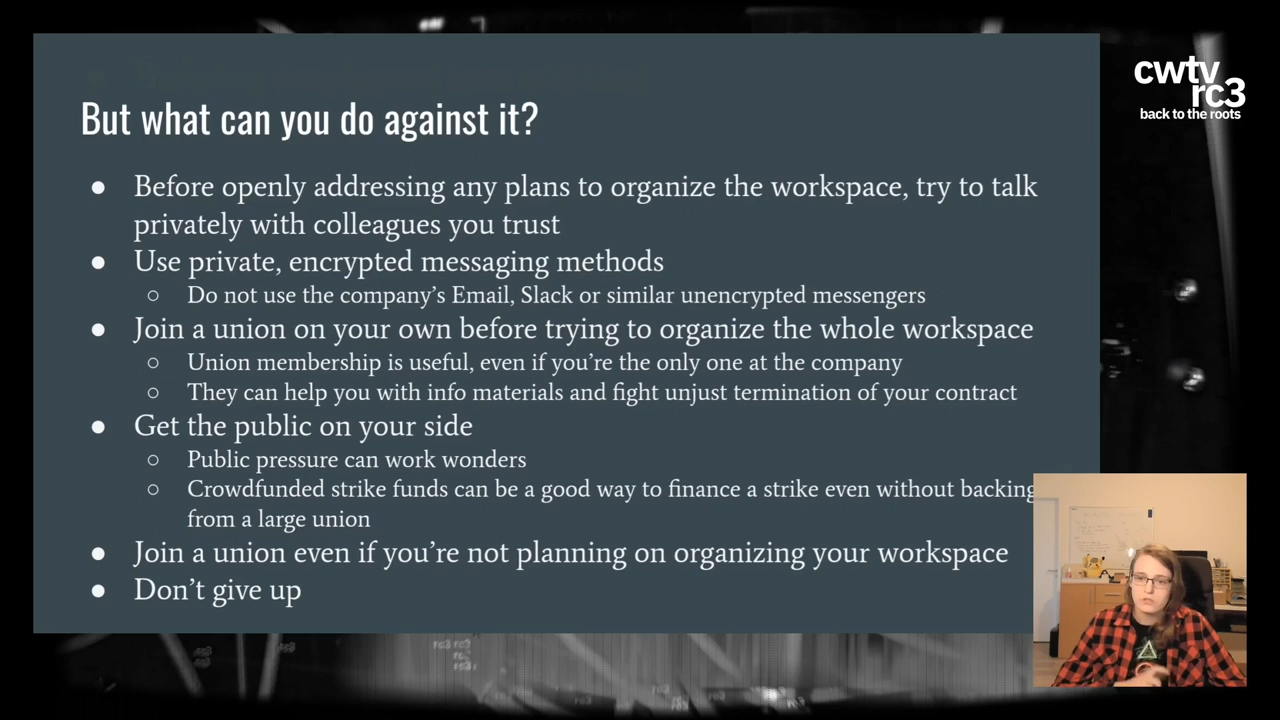 cwtv
rc3
back to the roots
But what can you do against it?
● Before openly addressing any plans to organize the workspace, try to talk
privately with colleagues you trust
● Use private, encrypted messaging methods
○ Do not use the company’s Email, Slack or similar unencrypted messengers
● Join a union on your own before trying to organize the whole workspace
○ Union membership is useful, even if you’re the only one at the company
○ They can help you with info materials and fight unjust termination of your contract
● Get the public on your side
○ Public pressure can work wonders
○ Crowdfunded strike funds can be a good way to finance a strike even without backing
from a large union
● Join a union even if you’re not planning on organizing your workspace
● Don’t give up
rc3 rc3
rc3
rc3